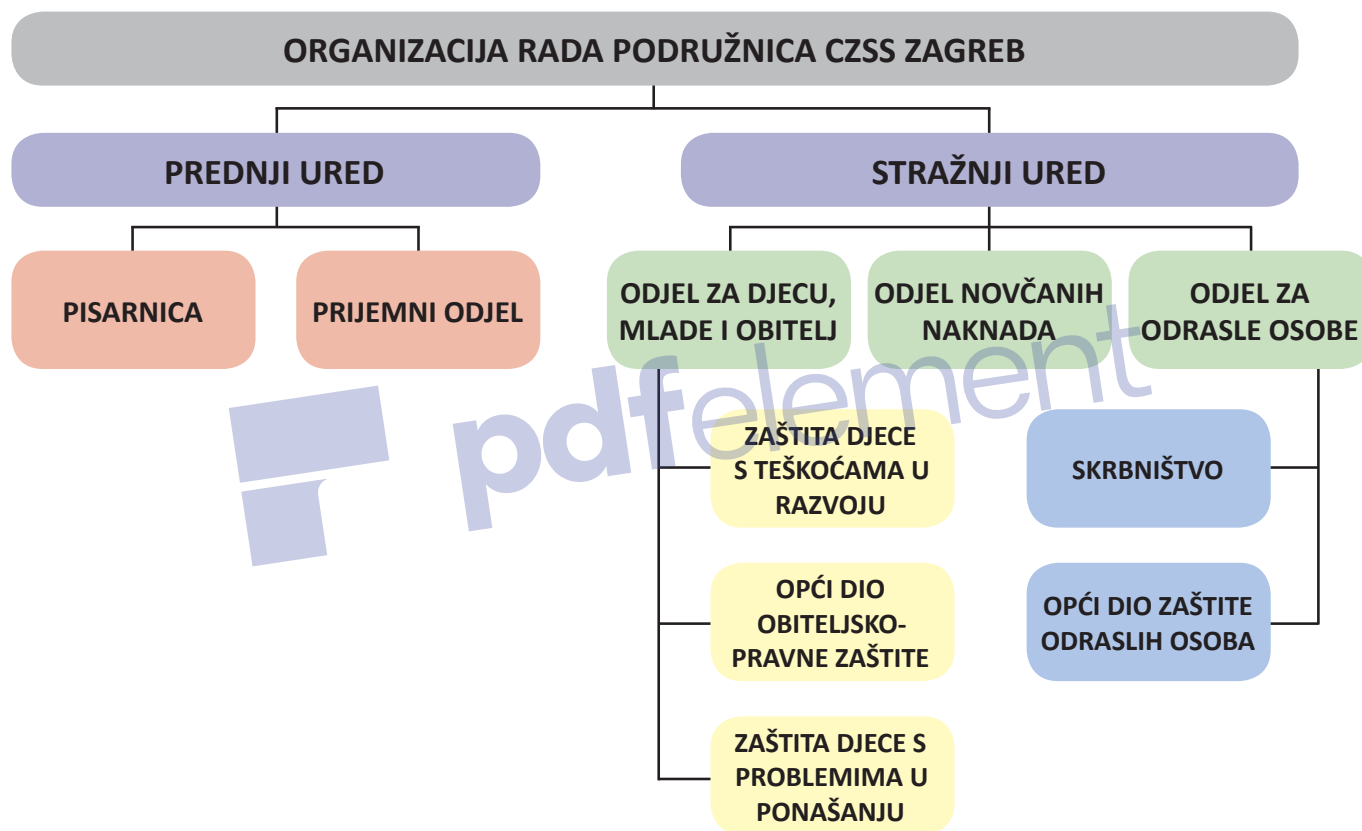 ORGANIZACIJA RADA PODRUŽNICA CZSS ZAGREB
PREDNJI URED
STRAŽNJI URED
PISARNICA
PRIJEMNI ODJEL
ODJEL ZA DJECU,
MLADE I OBITELJ
ODJEL NOVČANIH
NAKNADA
ODJEL ZA
ODRASLE OSOBE
ZAŠTITA DJECE
S TEŠKOĆAMA U
RAZVOJU
OPĆI DIO
OBITELJSKO-
PRAVNE ZAŠTITE
ZAŠTITA DJECE S
PROBLEMIMA U
PONAŠANJU
SKRBNIŠTVO
OPĆI DIO ZAŠTITE
ODRASLIH OSOBA
pdfelement